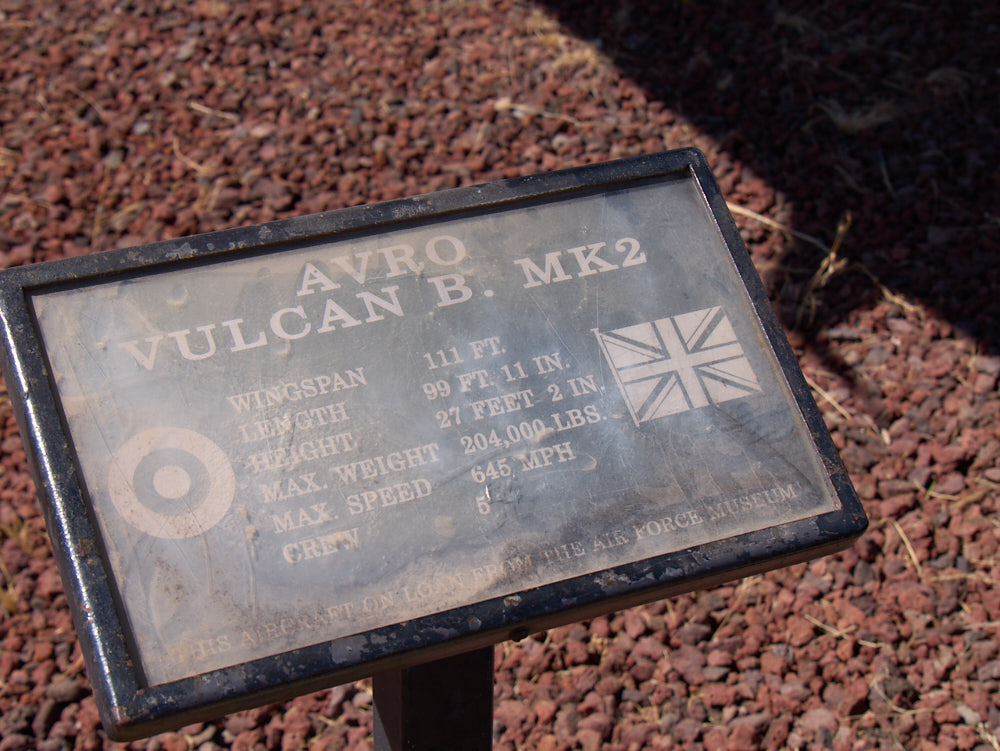 AVRO
VULCAN B. MK2
WINGSPAN 111 FT.
LENGTH 99 FT. 11 IN.
HEIGHT 27 FEET 2 IN.
MAX. WEIGHT 204,000 LBS.
MAX. SPEED 645 MPH
CREW 5
THIS AIRCRAFT ON LOAN FROM THE AIR FORCE MUSEUM